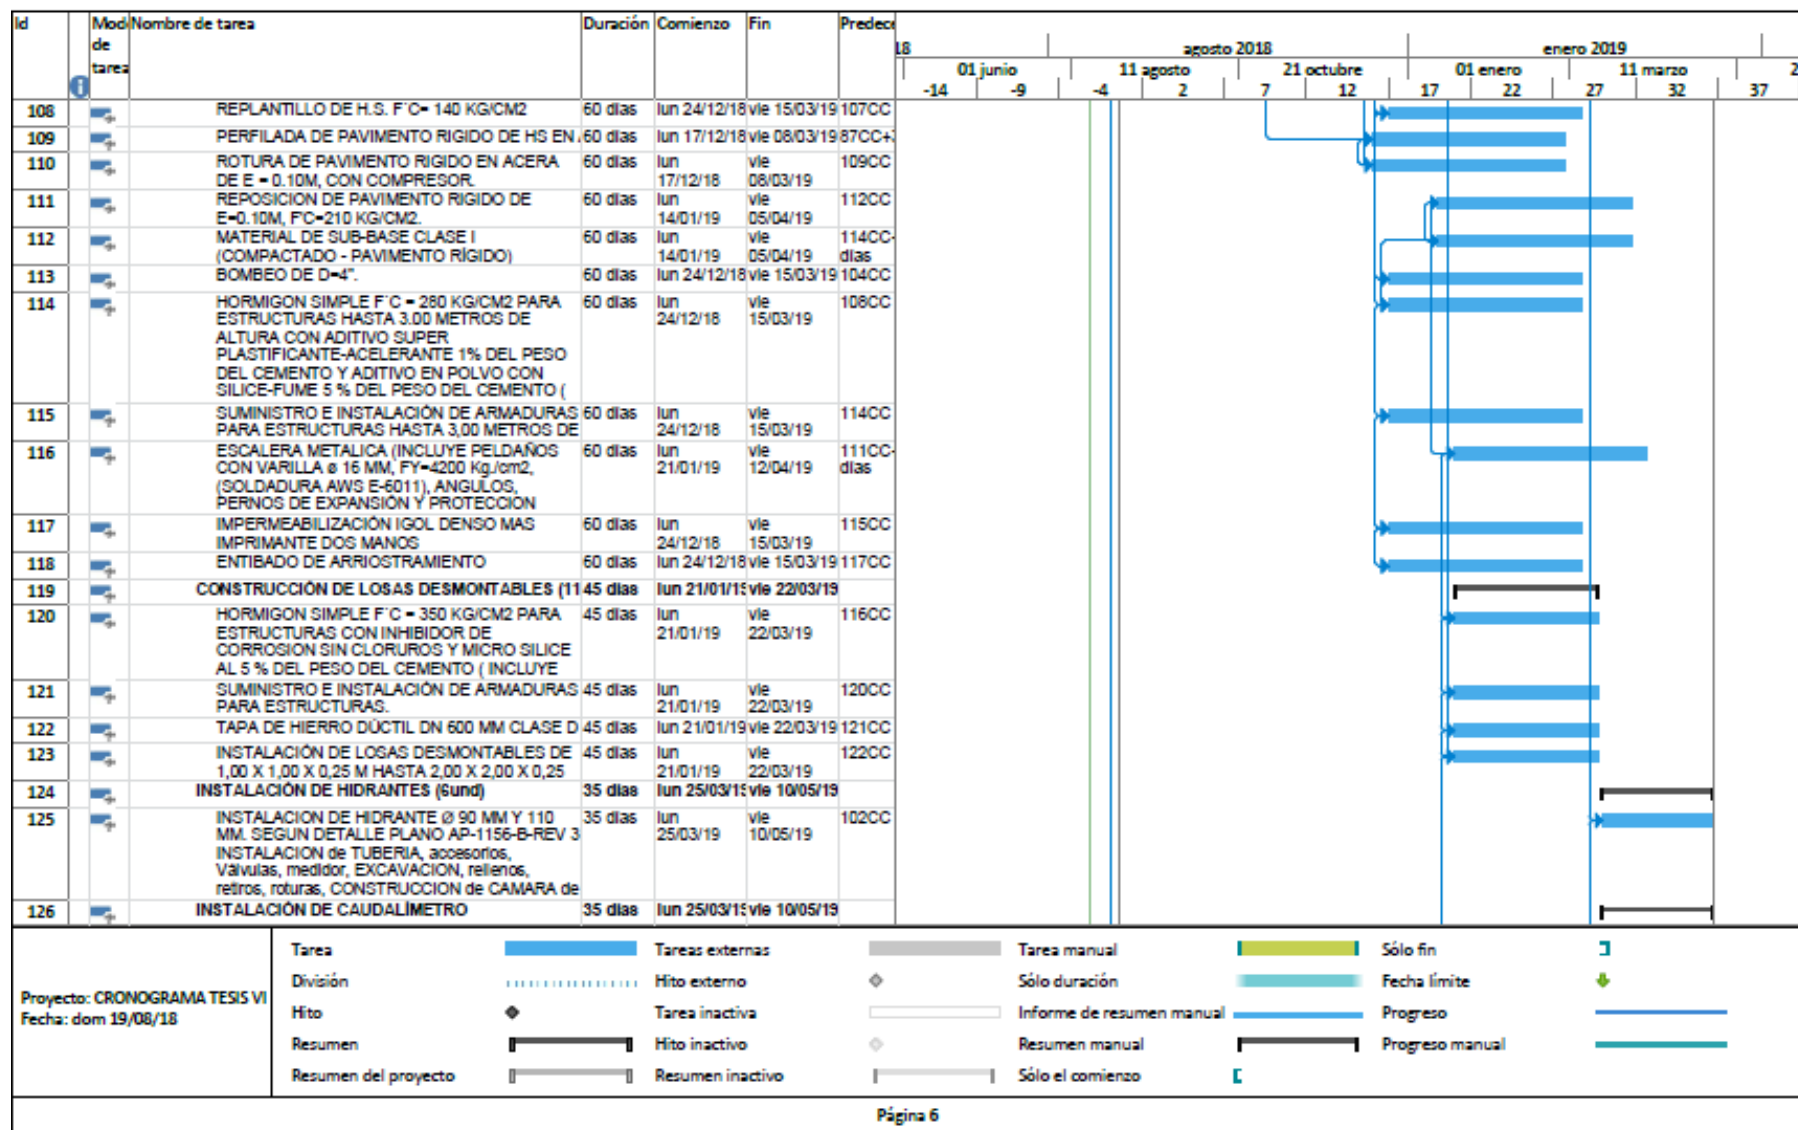 Id Mod de tarea Nombre de tarea Duración Comienzo Fin Predece
18 agosto 2018 enero 2019
01 junio 11 agosto 21 octubre 01 enero 11 marzo 2
-14 -9 -4 2 7 12 17 22 27 32 37
108 REPLANTILLO DE H.S. F´C= 140 KG/CM2 60 días lun 24/12/18 vie 15/03/19 107CC
109 PERFILADA DE PAVIMENTO RIGIDO DE HS EN 60 días lun 17/12/18 vie 08/03/19 87CC+
110 ROTURA DE PAVIMENTO RIGIDO EN ACERA 60 días lun vie 109CC
DE E = 0.10M, CON COMPRESOR. 17/12/18 08/03/19
111 REPOSICION DE PAVIMENTO RIGIDO DE 60 días lun vie 112CC
E=0.10M, F'C=210 KG/CM2. 14/01/19 05/04/19
112 MATERIAL DE SUB-BASE CLASE I 60 días lun vie 114CC-
(COMPACTADO - PAVIMENTO RÍGIDO) 14/01/19 05/04/19 días
113 BOMBEO DE D=4". 60 días lun 24/12/18 vie 15/03/19 104CC
114 HORMIGON SIMPLE F´C = 280 KG/CM2 PARA 60 días lun vie 108CC
ESTRUCTURAS HASTA 3.00 METROS DE 24/12/18 15/03/19
ALTURA CON ADITIVO SUPER
PLASTIFICANTE-ACELERANTE 1% DEL PESO
DEL CEMENTO Y ADITIVO EN POLVO CON
SILICE-FUME 5 % DEL PESO DEL CEMENTO (
115 SUMINISTRO E INSTALACIÓN DE ARMADURAS 60 días lun vie 114CC
PARA ESTRUCTURAS HASTA 3,00 METROS DE 24/12/18 15/03/19
116 ESCALERA METALICA (INCLUYE PELDAÑOS 60 días lun vie 111CC-
CON VARILLA ø 16 MM, FY=4200 Kg./cm2, 21/01/19 12/04/19 días
(SOLDADURA AWS E-6011), ANGULOS,
PERNOS DE EXPANSIÓN Y PROTECCION
117 IMPERMEABILIZACIÓN IGOL DENSO MAS 60 días lun vie 115CC
IMPRIMANTE DOS MANOS 24/12/18 15/03/19
118 ENTIBADO DE ARRIOSTRAMIENTO 60 días lun 24/12/18 vie 15/03/19 117CC
119 CONSTRUCCIÓN DE LOSAS DESMONTABLES (11 45 días lun 21/01/19 vie 22/03/19
120 HORMIGON SIMPLE F´C = 350 KG/CM2 PARA 45 días lun vie 116CC
ESTRUCTURAS CON INHIBIDOR DE 21/01/19 22/03/19
CORROSION SIN CLORUROS Y MICRO SILICE
AL 5 % DEL PESO DEL CEMENTO ( INCLUYE
121 SUMINISTRO E INSTALACIÓN DE ARMADURAS 45 días lun vie 120CC
PARA ESTRUCTURAS. 21/01/19 22/03/19
122 TAPA DE HIERRO DÚCTIL DN 600 MM CLASE D 45 días lun 21/01/19 vie 22/03/19 121CC
123 INSTALACIÓN DE LOSAS DESMONTABLES DE 45 días lun vie 122CC
1,00 X 1,00 X 0,25 M HASTA 2,00 X 2,00 X 0,25 21/01/19 22/03/19
124 INSTALACIÓN DE HIDRANTES (6und) 35 días lun 25/03/19 vie 10/05/19
125 INSTALACION DE HIDRANTE Ø 90 MM Y 110 35 días lun vie 102CC
MM. SEGUN DETALLE PLANO AP-1156-B-REV 3 25/03/19 10/05/19
INSTALACION de TUBERIA, accesorios,
Válvulas, medidor, EXCAVACION, rellenos,
retiros, roturas, CONSTRUCCION de CAMARA de
126 INSTALACIÓN DE CAUDALÍMETRO 35 días lun 25/03/19 vie 10/05/19
Proyecto: CRONOGRAMA TESIS VI
Fecha: dom 19/08/18
Tarea Tareas externas Tarea manual Sólo fin
División Hito externo Sólo duración Fecha límite
Hito Tarea inactiva Informe de resumen manual Progreso
Resumen Hito inactivo Resumen manual Progreso manual
Resumen del proyecto Resumen inactivo Sólo el comienzo
Página 6